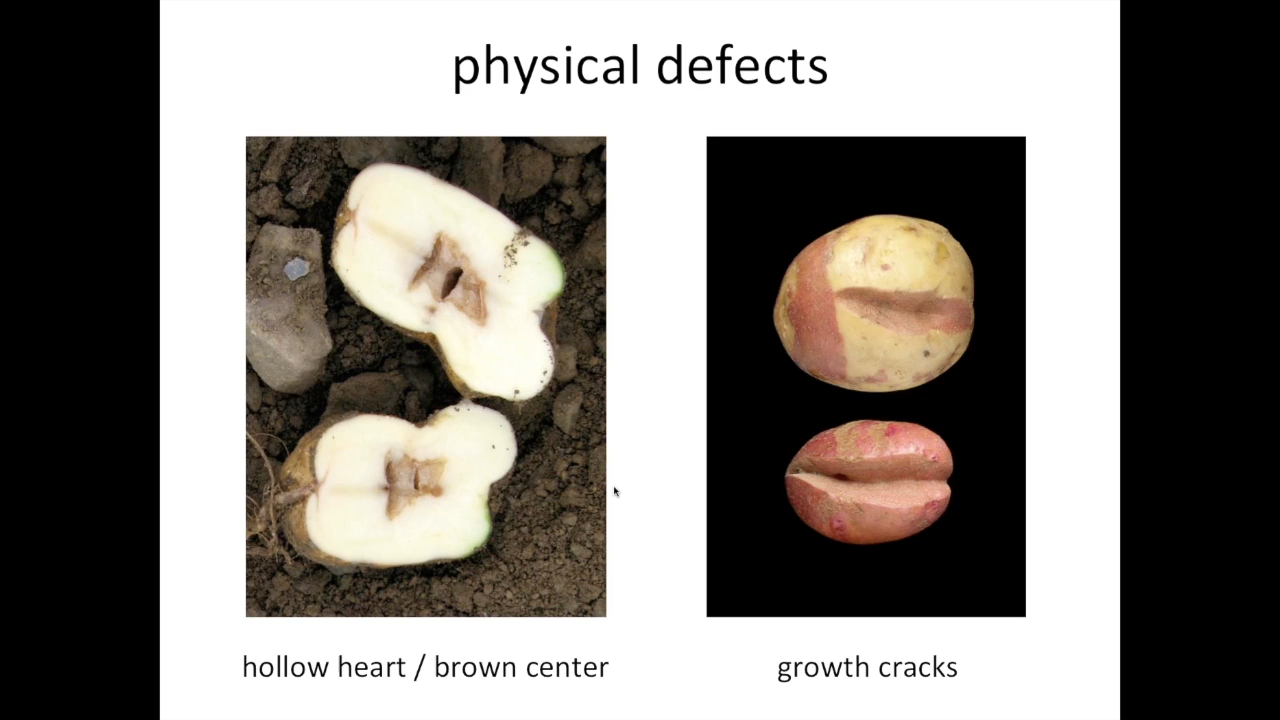 physical defects
hollow heart / brown center
growth cracks